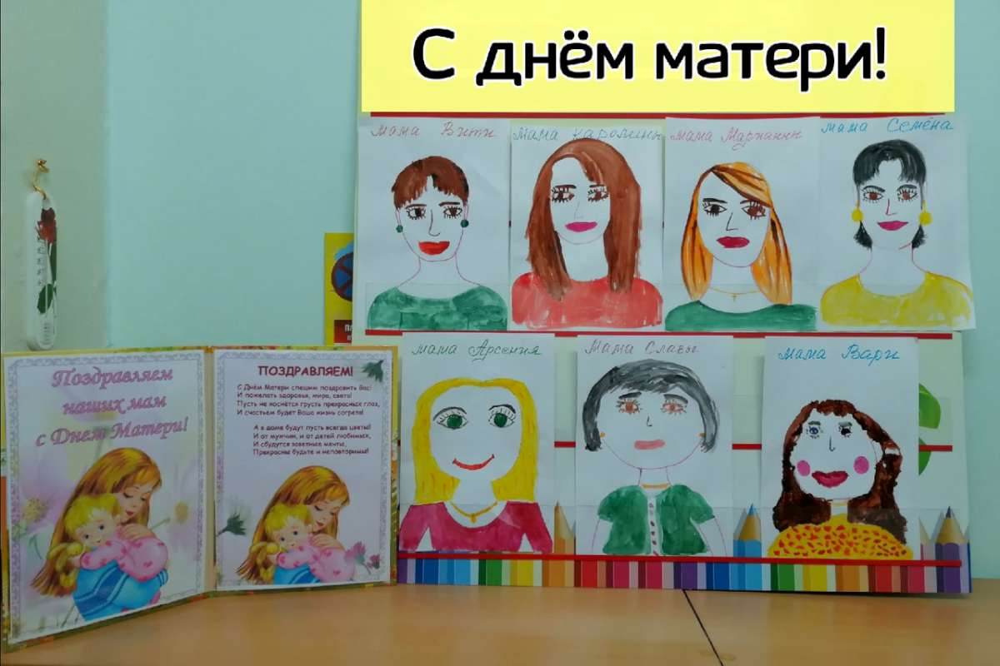 С днём матери!
мама Вити
мама Каролины
мама Марианны
мама Семёна
мама Арсения
мама Славы
мама Вари
Поздравляем
наших мам
с Днем Матери!
ПОЗДРАВЛЯЕМ!
С Днём Матери спешим поздравить Вас!
И пожелать здоровья, мира, света!
Пусть не коснётся грусть прекрасных глаз,
И счастьем будет Ваша жизнь согрета!
А в доме будут пусть всегда цветы!
И от мужчин, и от детей любимых,
И сбудутся заветные мечты,
Прекрасны будьте и неповторимы!